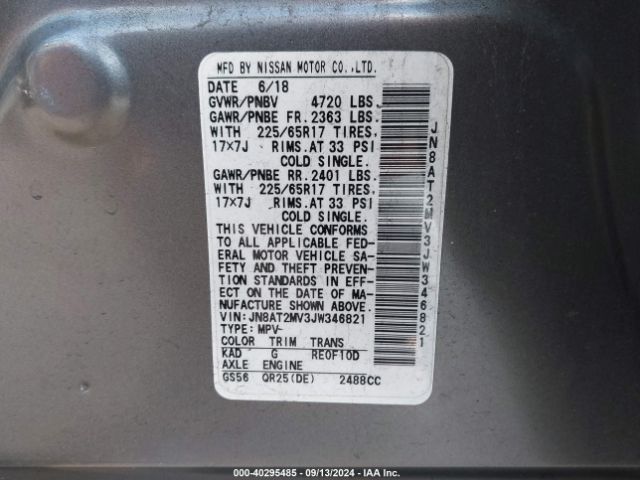 MFD BY NISSAN MOTOR CO.,LTD.
DATE 6/18
GVWR/PNBV 4720 LBS.
GAWR/PNBE FR. 2363 LBS.
WITH 225/65R17 TIRES,
17×7J RIMS.AT 33 PSI
COLD SINGLE.
GAWR/PNBE RR. 2401 LBS.
WITH 225/65R17 TIRES,
17×7J RIMS.AT 33 PSI
COLD SINGLE.
THIS VEHICLE CONFORMS
TO ALL APPLICABLE FED-
ERAL MOTOR VEHICLE SA-
FETY AND THEFT PREVEN-
TION STANDARDS IN EFF-
ECT ON THE DATE OF MA-
NUFACTURE SHOWN ABOVE.
VIN:JN8AT2MV3JW346821
TYPE:MPV-
COLOR TRIM TRANS
KAD G RE0F10D
AXLE ENGINE
GS56 QR25(DE) 2488CC
JN8AT2MV3JW346821
000-40295485 - 09/13/2024 - IAA Inc.